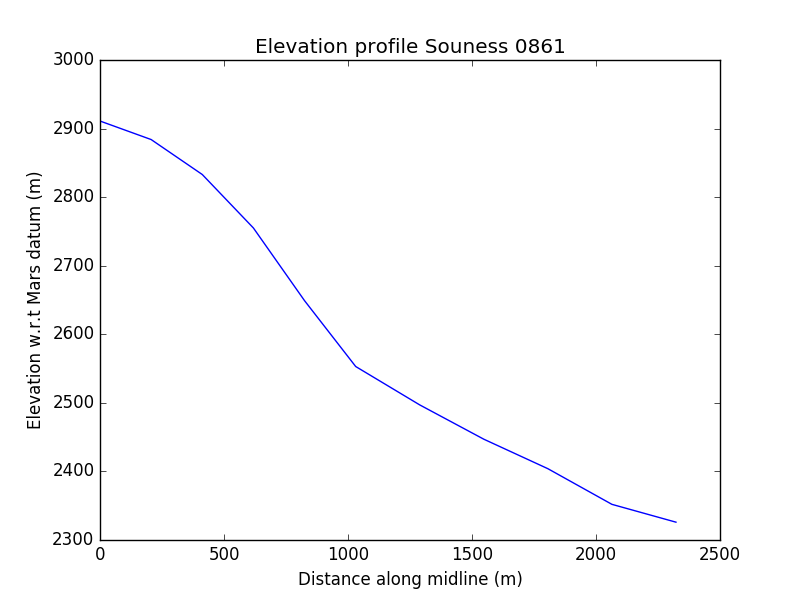 Elevation profile Souness 0861
3000
2900
2800
2700
2600
2500
2400
2300
Elevation w.r.t Mars datum (m)
0 500 1000 1500 2000 2500
Distance along midline (m)